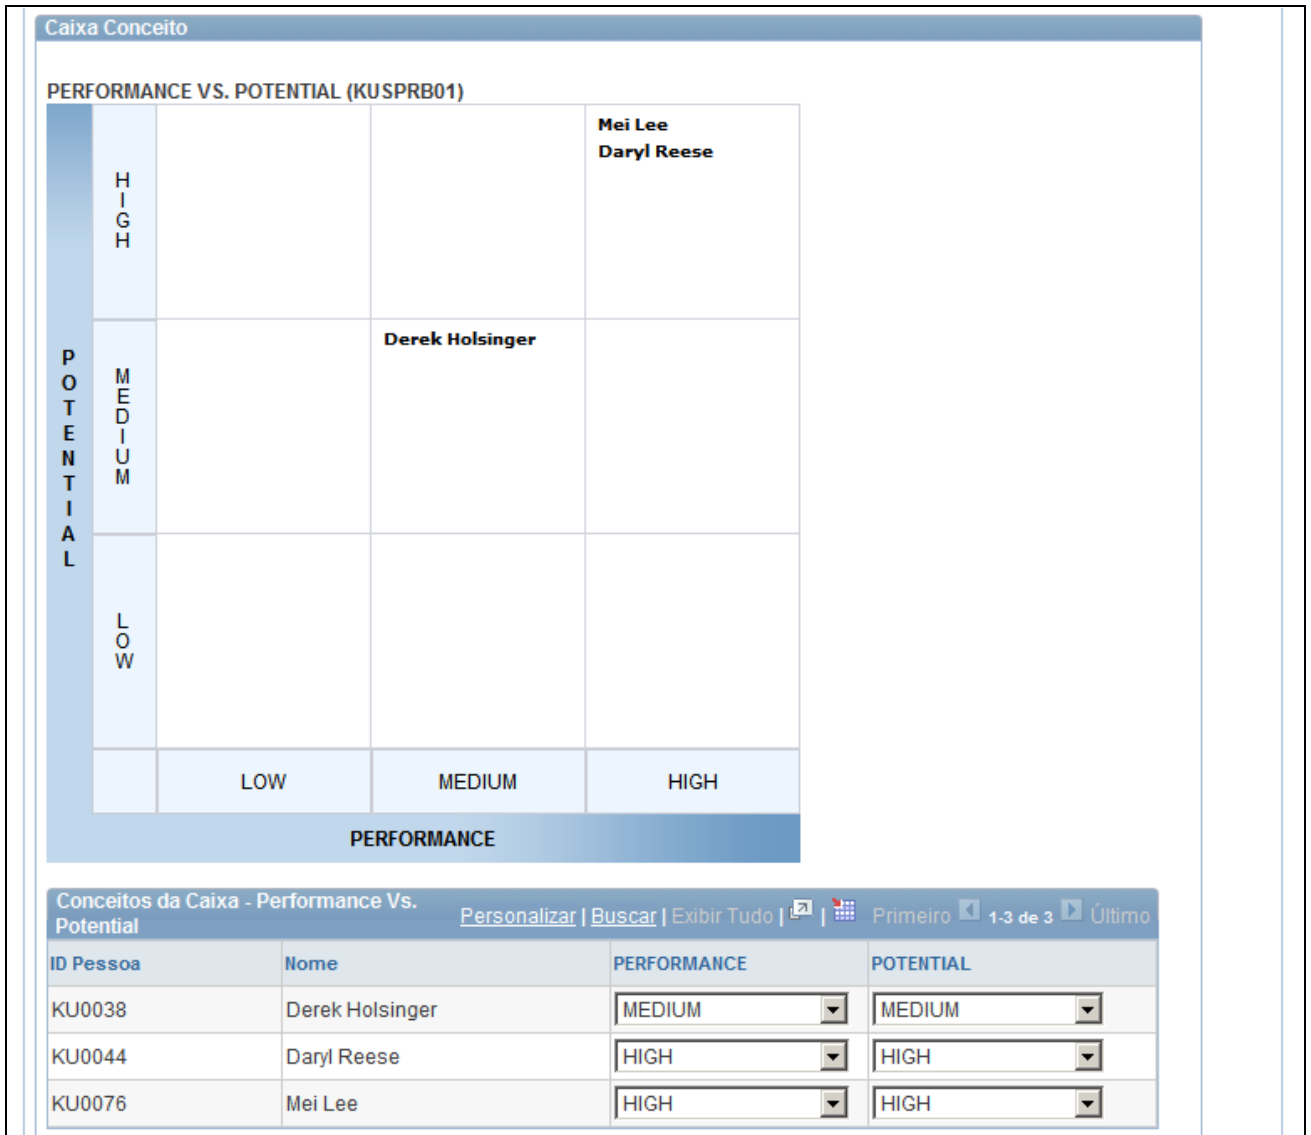 Caixa Conceito
PERFORMANCE VS. POTENTIAL (KUSPRB01)
POTENTIAL
HIGH
Mei Lee
Daryl Reese
MEDIUM
Derek Holsinger
LOW
LOW MEDIUM HIGH
PERFORMANCE
Conceitos da Caixa - Performance Vs.
Potential
Personalizar | Buscar | Exibir Tudo | | Primeiro 1-3 de 3 Último
ID Pessoa Nome PERFORMANCE POTENTIAL
KU0038 Derek Holsinger MEDIUM MEDIUM
KU0044 Daryl Reese HIGH HIGH
KU0076 Mei Lee HIGH HIGH